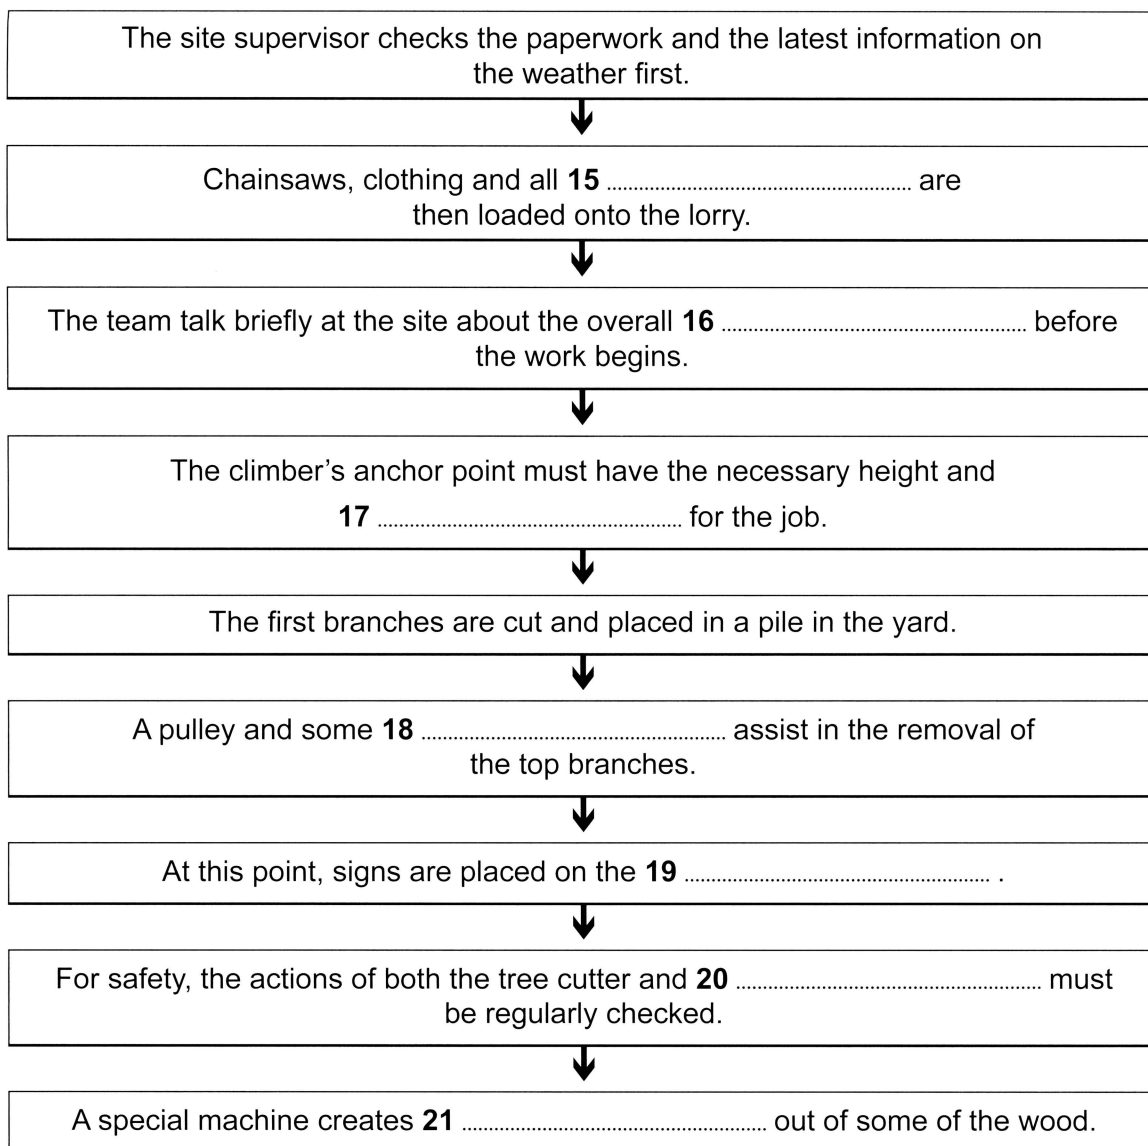 The site supervisor checks the paperwork and the latest information on
the weather first.
Chainsaws, clothing and all 15 .................................................... are
then loaded onto the lorry.
The team talk briefly at the site about the overall 16 .................................................... before
the work begins.
The climber's anchor point must have the necessary height and
17 .................................................... for the job.
The first branches are cut and placed in a pile in the yard.
A pulley and some 18 .................................................... assist in the removal of
the top branches.
At this point, signs are placed on the 19 .................................................... .
For safety, the actions of both the tree cutter and 20 .................................................... must
be regularly checked.
A special machine creates 21 .................................................... out of some of the wood.